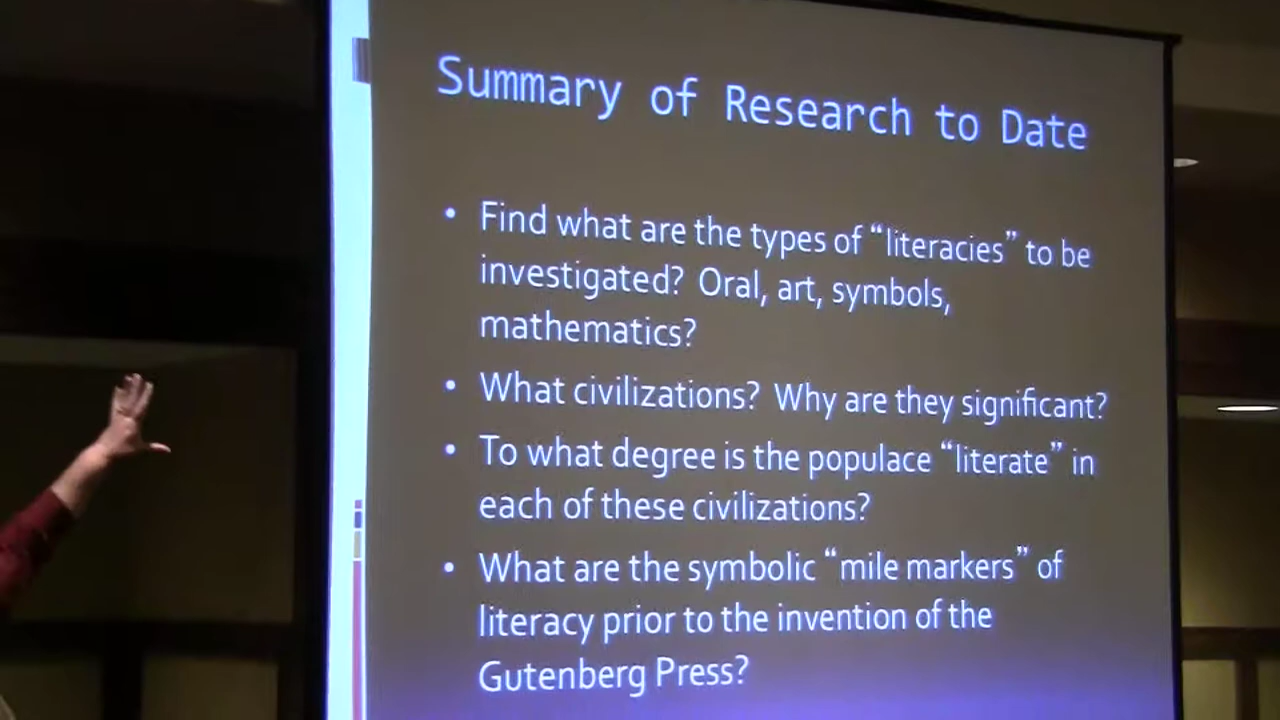 Summary of Research to Date
• Find what are the types of “literacies” to be
investigated?  Oral, art, symbols,
mathematics?
• What civilizations?  Why are they significant?
• To what degree is the populace “literate” in
each of these civilizations?
• What are the symbolic “mile markers” of
literacy prior to the invention of the
Gutenberg Press?